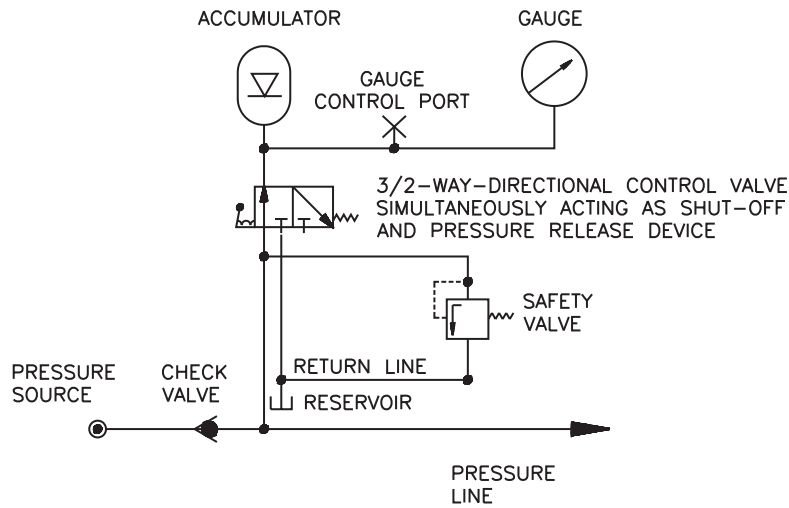 ACCUMULATOR
GAUGE
GAUGE
CONTROL PORT
3/2-WAY-DIRECTIONAL CONTROL VALVE
SIMULTANEOUSLY ACTING AS SHUT-OFF
AND PRESSURE RELEASE DEVICE
SAFETY
VALVE
RETURN LINE
PRESSURE
SOURCE
CHECK
VALVE
RESERVOIR
PRESSURE
LINE